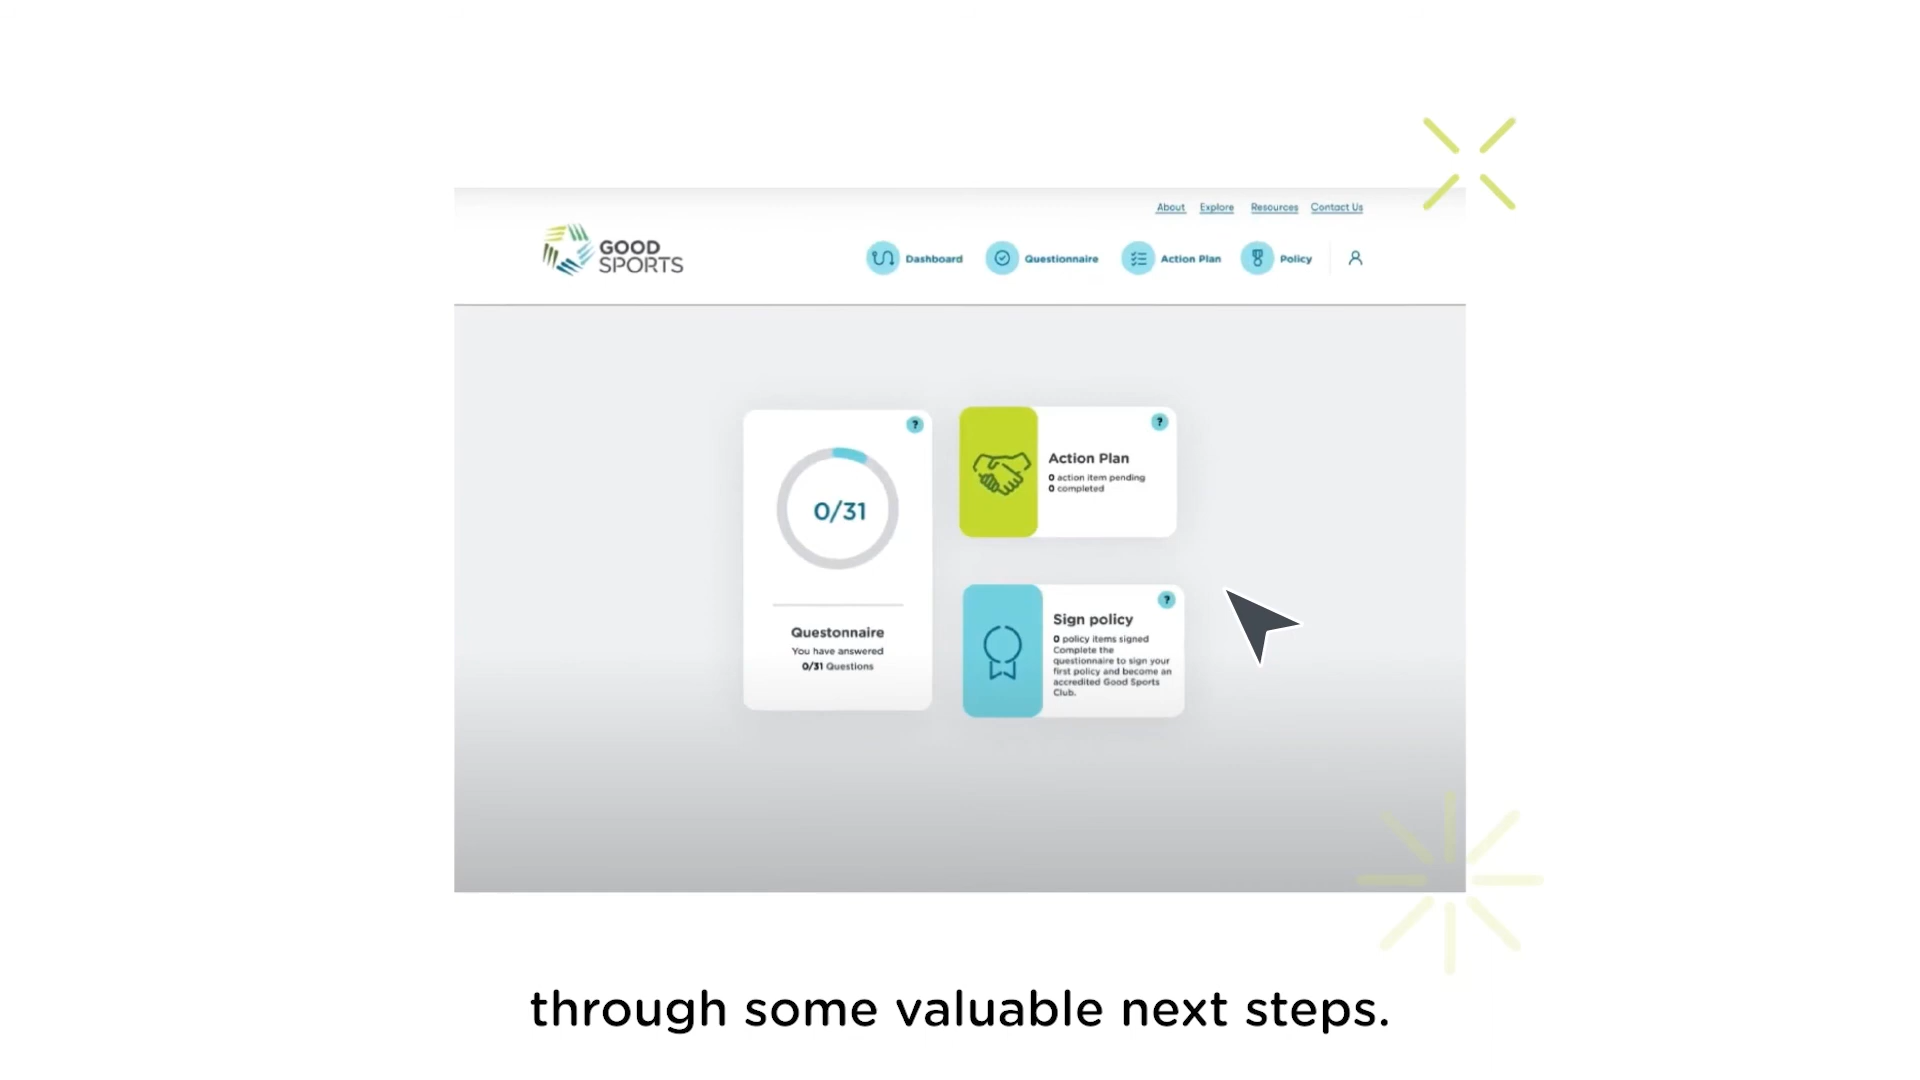 About Explore Resources Contact Us
GOOD
SPORTS
Dashboard Questionnaire Action Plan Policy
?
0/31
Questonnaire
You have answered
0/31 Questions
?
Action Plan
0 action item pending
0 completed
?
Sign policy
0 policy items signed
Complete the
questionnaire to sign your
first policy and become an
accredited Good Sports
Club.
through some valuable next steps.